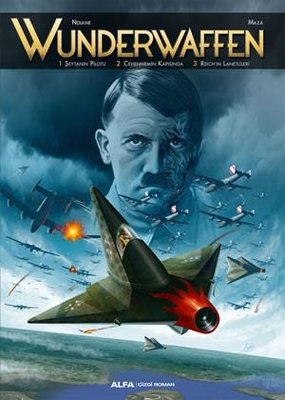 Nolane Maza
WUNDERWAFFEN
1 Şeytanın Pilotu 2 Cehennemin Kapısında 3 Reich'ın Lanetlileri
ALFA ÇİZGİ ROMAN